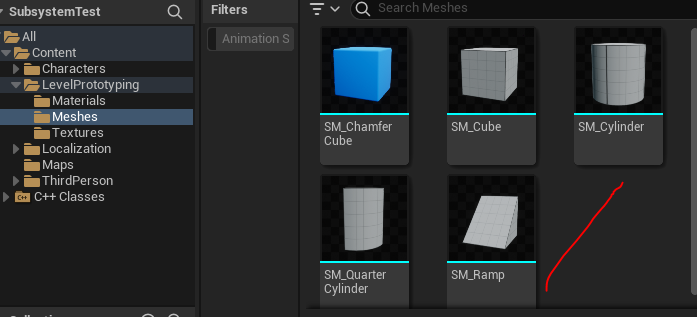 SubsystemTest
All
Content
Characters
LevelPrototyping
Materials
Meshes
Textures
Localization
Maps
ThirdPerson
C++ Classes
Filters
Animation S
Search Meshes
SM_Chamfer
Cube
SM_Cube
SM_Cylinder
SM_Quarter
Cylinder
SM_Ramp